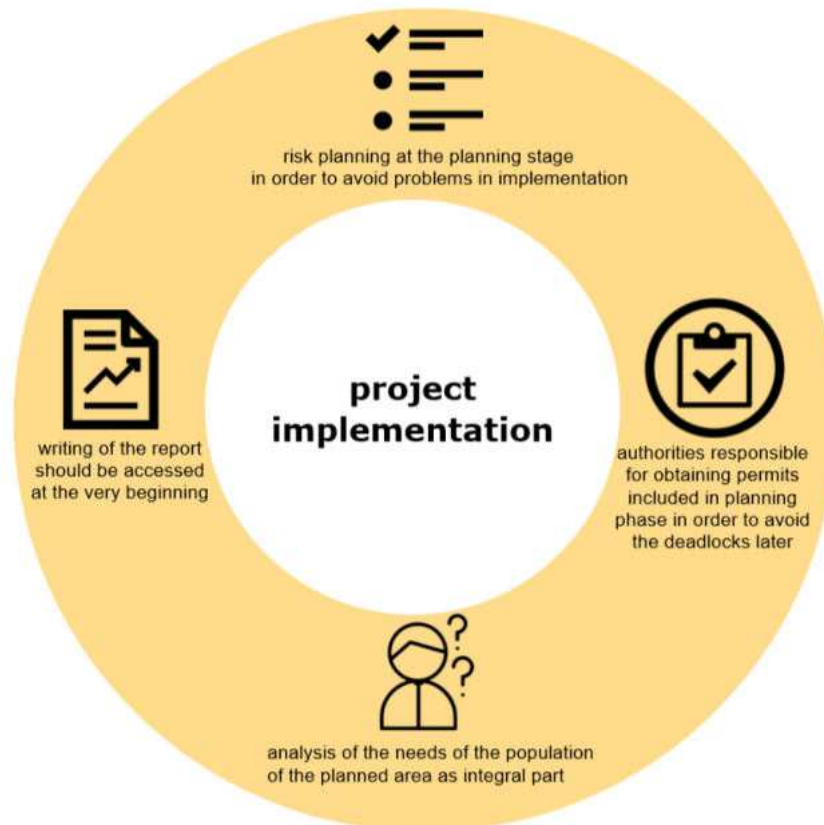 risk planning at the planning stage
in order to avoid problems in implementation
project
implementation
writing of the report
should be accessed
at the very beginning
authorities responsible
for obtaining permits
included in planning
phase in order to avoid
the deadlocks later
?
?
analysis of the needs of the population
of the planned area as integral part